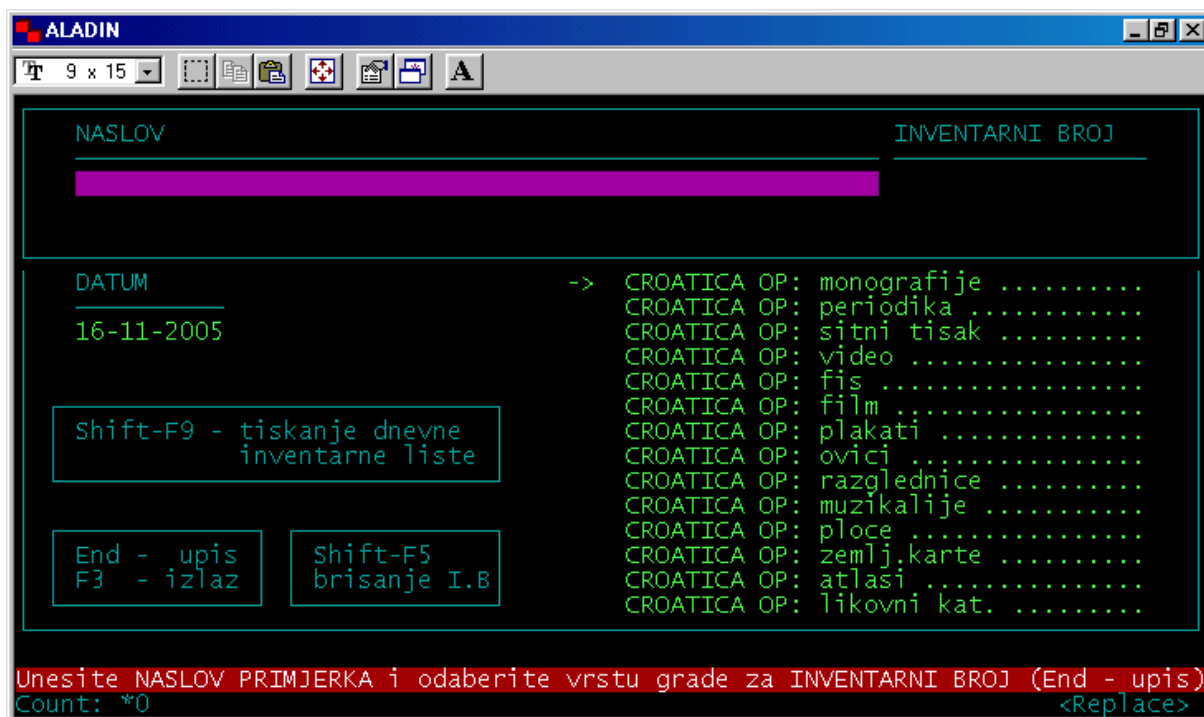 ALADIN
9 x 15
A
NASLOV INVENTARNI BROJ
DATUM
16-11-2005
-> CROATICA OP: monografije ..........
CROATICA OP: periodika ............
CROATICA OP: sitni tisak ..........
CROATICA OP: video ................
CROATICA OP: fis ..................
CROATICA OP: film .................
CROATICA OP: plakati ..............
CROATICA OP: ovici ................
CROATICA OP: razglednice ..........
CROATICA OP: muzikalije ...........
CROATICA OP: ploce ................
CROATICA OP: zemlj.karte ..........
CROATICA OP: atlasi ...............
CROATICA OP: likovni kat. .........
Shift-F9 - tiskanje dnevne
inventarne liste
End - upis
F3 - izlaz
Shift-F5
brisanje I.B
Unesite NASLOV PRIMJERKA i odaberite vrstu grade za INVENTARNI BROJ (End - upis)
Count: *0 <Replace>